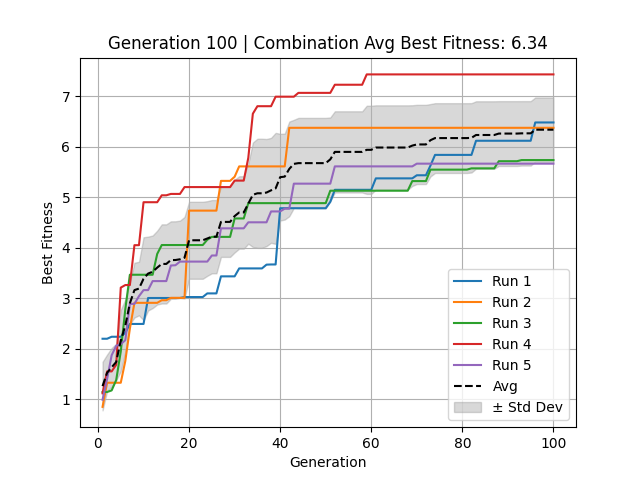 Generation 100 | Combination Avg Best Fitness: 6.34
Best Fitness
7
6
5
4
3
2
1
0
20
40
60
80
100
Generation
Run 1
Run 2
Run 3
Run 4
Run 5
Avg
± Std Dev